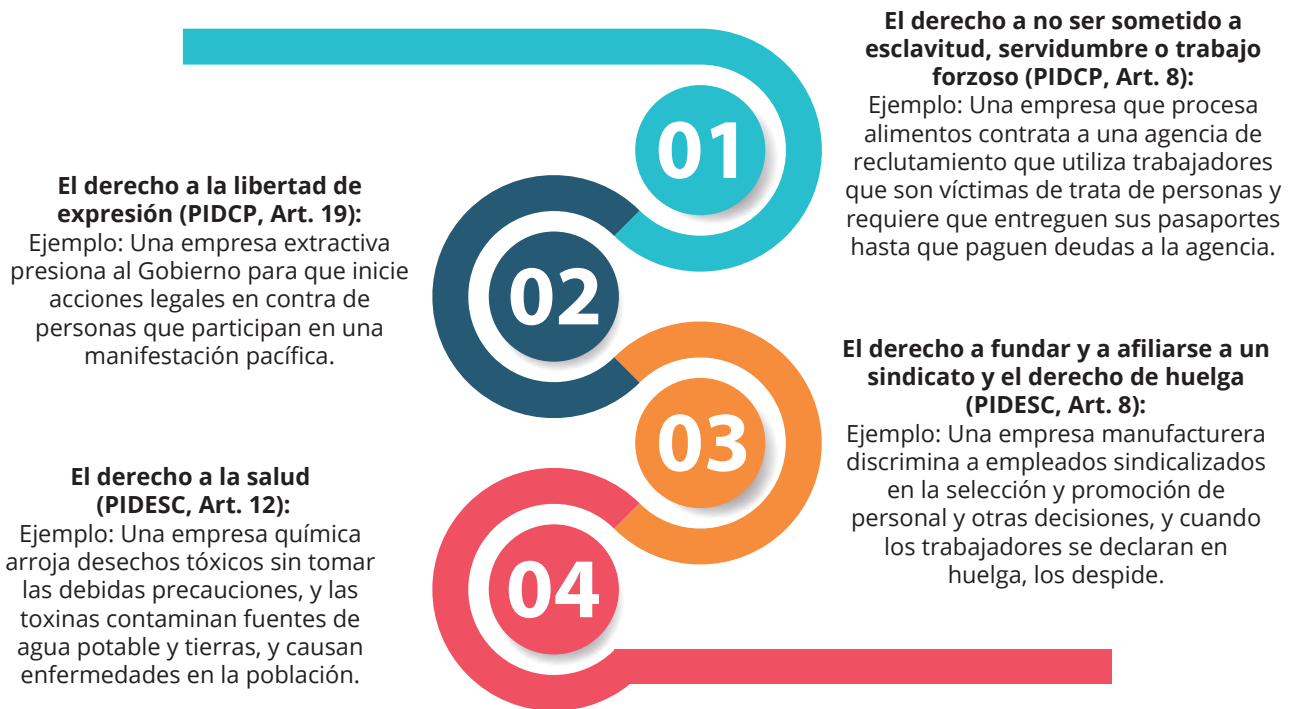 01
El derecho a no ser sometido a
esclavitud, servidumbre o trabajo
forzoso (PIDCP, Art. 8):
Ejemplo: Una empresa que procesa
alimentos contrata a una agencia de
reclutamiento que utiliza trabajadores
que son víctimas de trata de personas y
requiere que entreguen sus pasaportes
hasta que paguen deudas a la agencia.
02
El derecho a la libertad de
expresión (PIDCP, Art. 19):
Ejemplo: Una empresa extractiva
presiona al Gobierno para que inicie
acciones legales en contra de
personas que participan en una
manifestación pacífica.
03
El derecho a fundar y a afiliarse a un
sindicato y el derecho de huelga
(PIDESC, Art. 8):
Ejemplo: Una empresa manufacturera
discrimina a empleados sindicalizados
en la selección y promoción de
personal y otras decisiones, y cuando
los trabajadores se declaran en
huelga, los despide.
04
El derecho a la salud
(PIDESC, Art. 12):
Ejemplo: Una empresa química
arroja desechos tóxicos sin tomar
las debidas precauciones, y las
toxinas contaminan fuentes de
agua potable y tierras, y causan
enfermedades en la población.